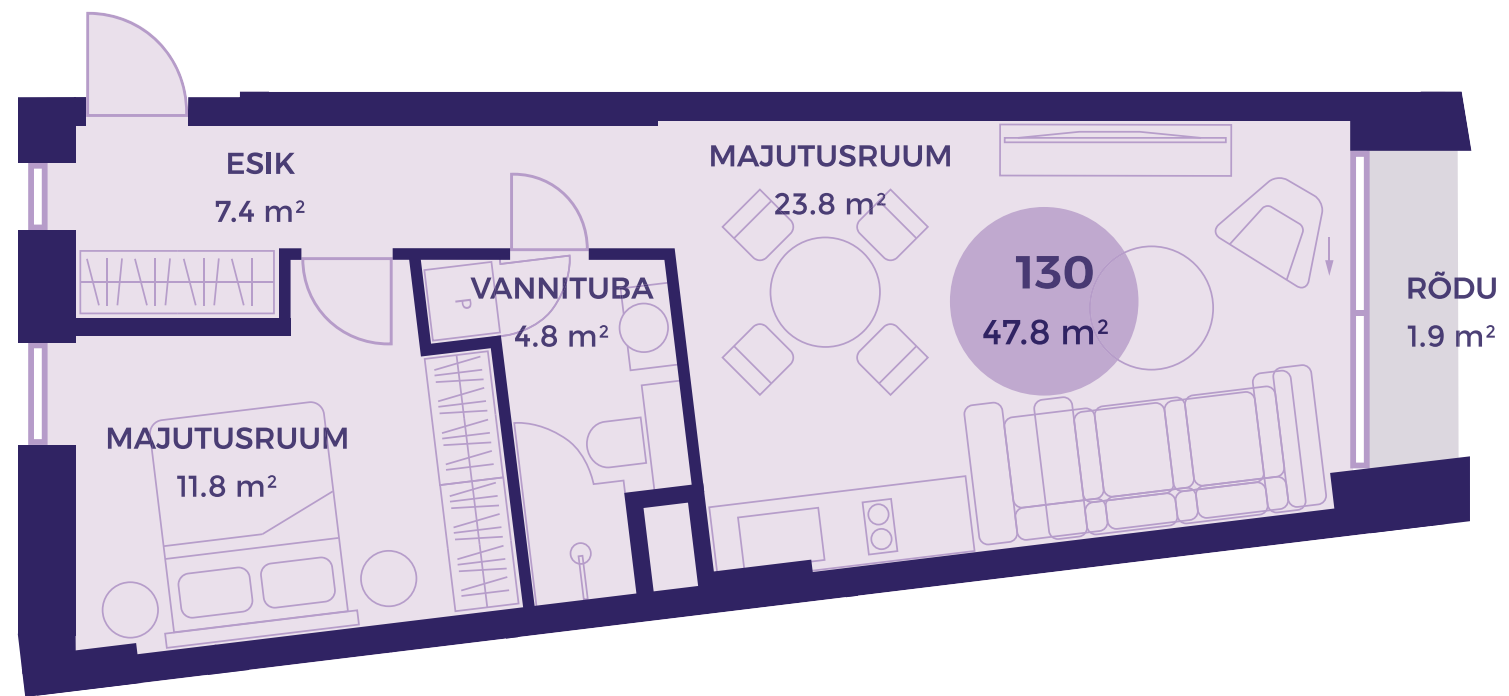 ESIK
7.4 m²
MAJUTUSRUUM
23.8 m²
130
47.8 m²
RÕDU
1.9 m²
P
VANNITUBA
4.8 m²
MAJUTUSRUUM
11.8 m²